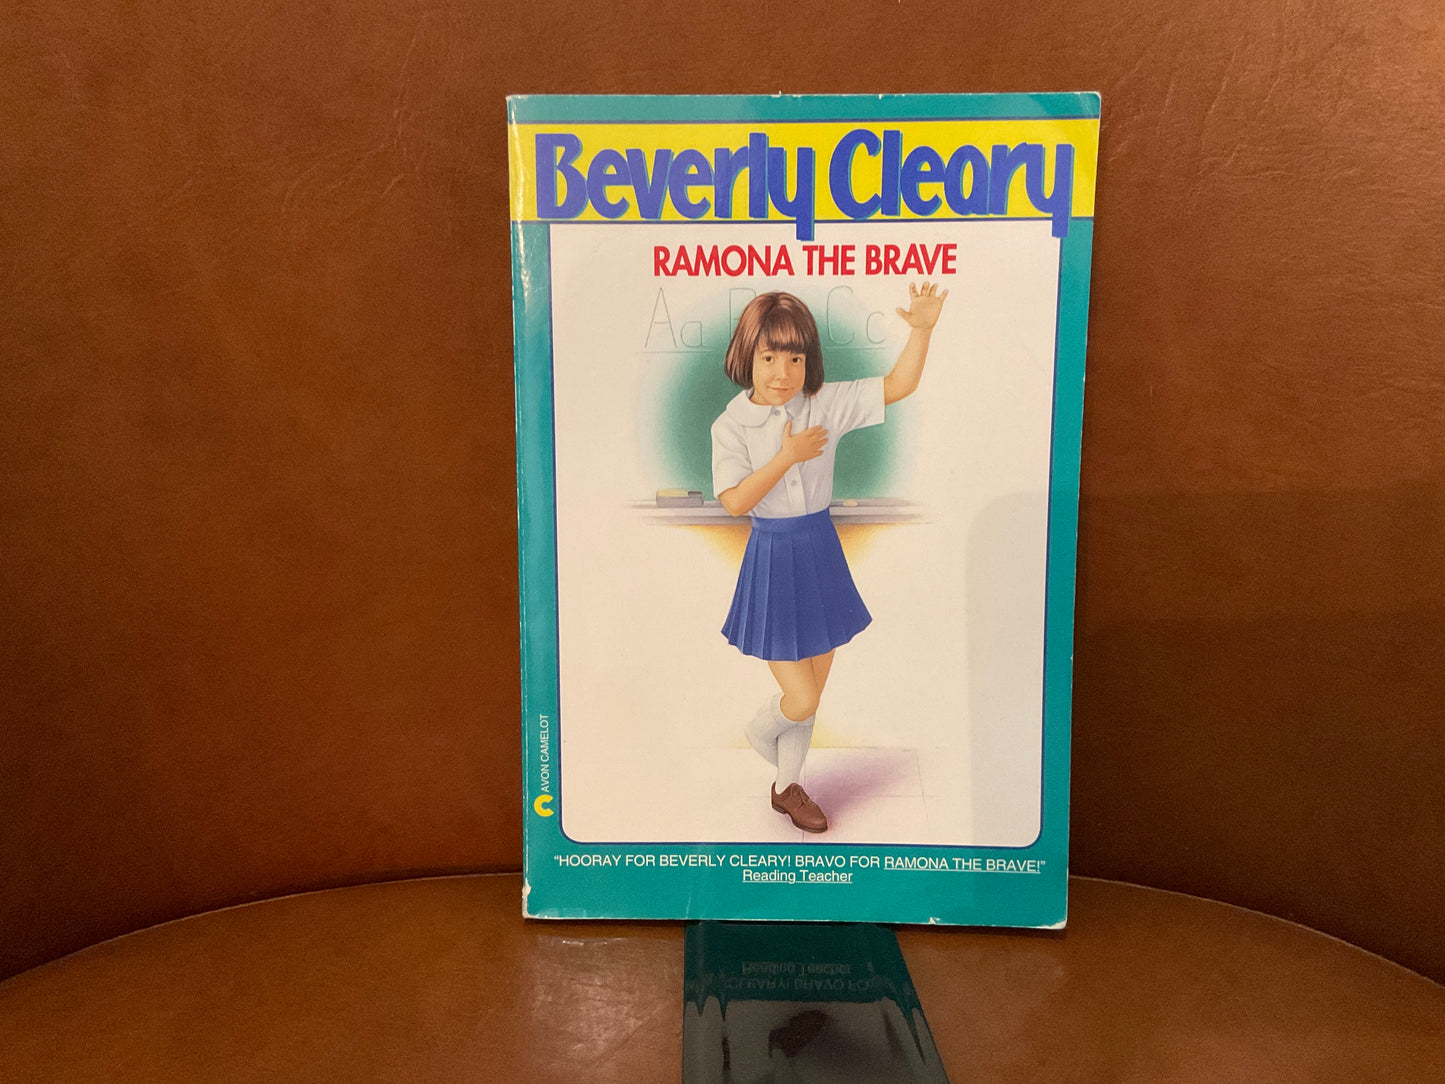 Beverly Cleary
RAMONA THE BRAVE
Aa B Cc
AVON CAMELOT
"HOORAY FOR BEVERLY CLEARY! BRAVO FOR RAMONA THE BRAVE!"
Reading Teacher